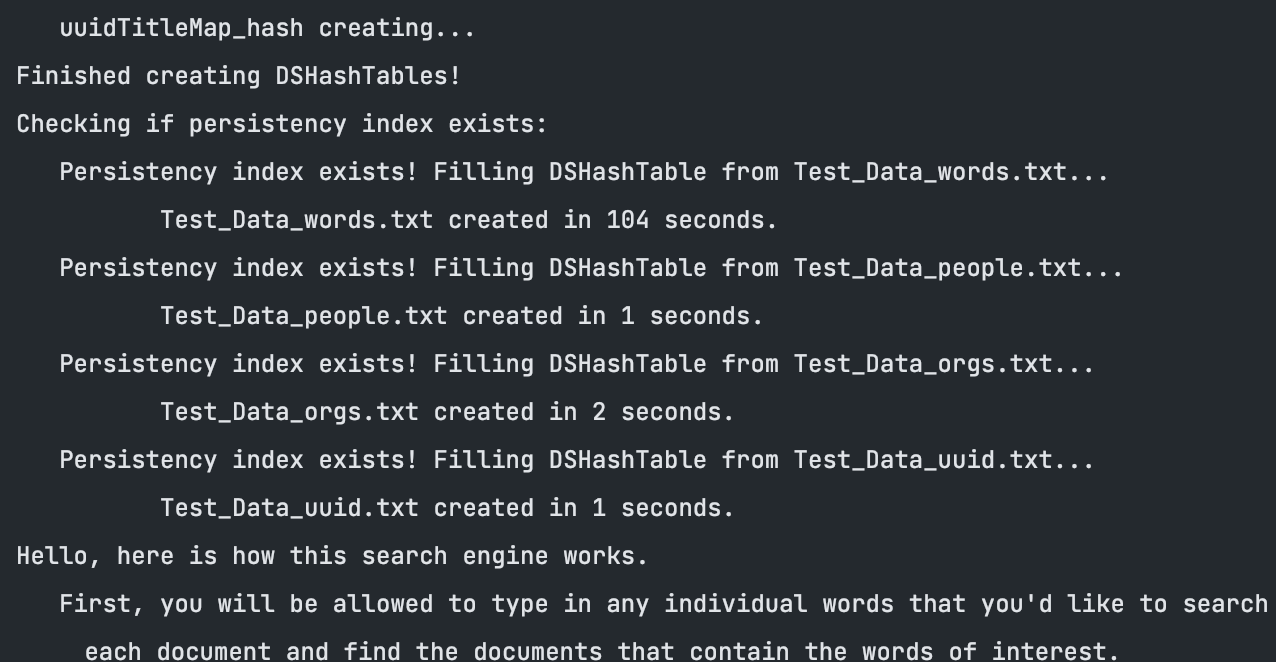 uuidTitleMap_hash creating...
Finished creating DSHashTables!
Checking if persistency index exists:
Persistency index exists! Filling DSHashTable from Test_Data_words.txt...
Test_Data_words.txt created in 104 seconds.
Persistency index exists! Filling DSHashTable from Test_Data_people.txt...
Test_Data_people.txt created in 1 seconds.
Persistency index exists! Filling DSHashTable from Test_Data_orgs.txt...
Test_Data_orgs.txt created in 2 seconds.
Persistency index exists! Filling DSHashTable from Test_Data_uuid.txt...
Test_Data_uuid.txt created in 1 seconds.
Hello, here is how this search engine works.
First, you will be allowed to type in any individual words that you'd like to search
each document and find the documents that contain the words of interest.